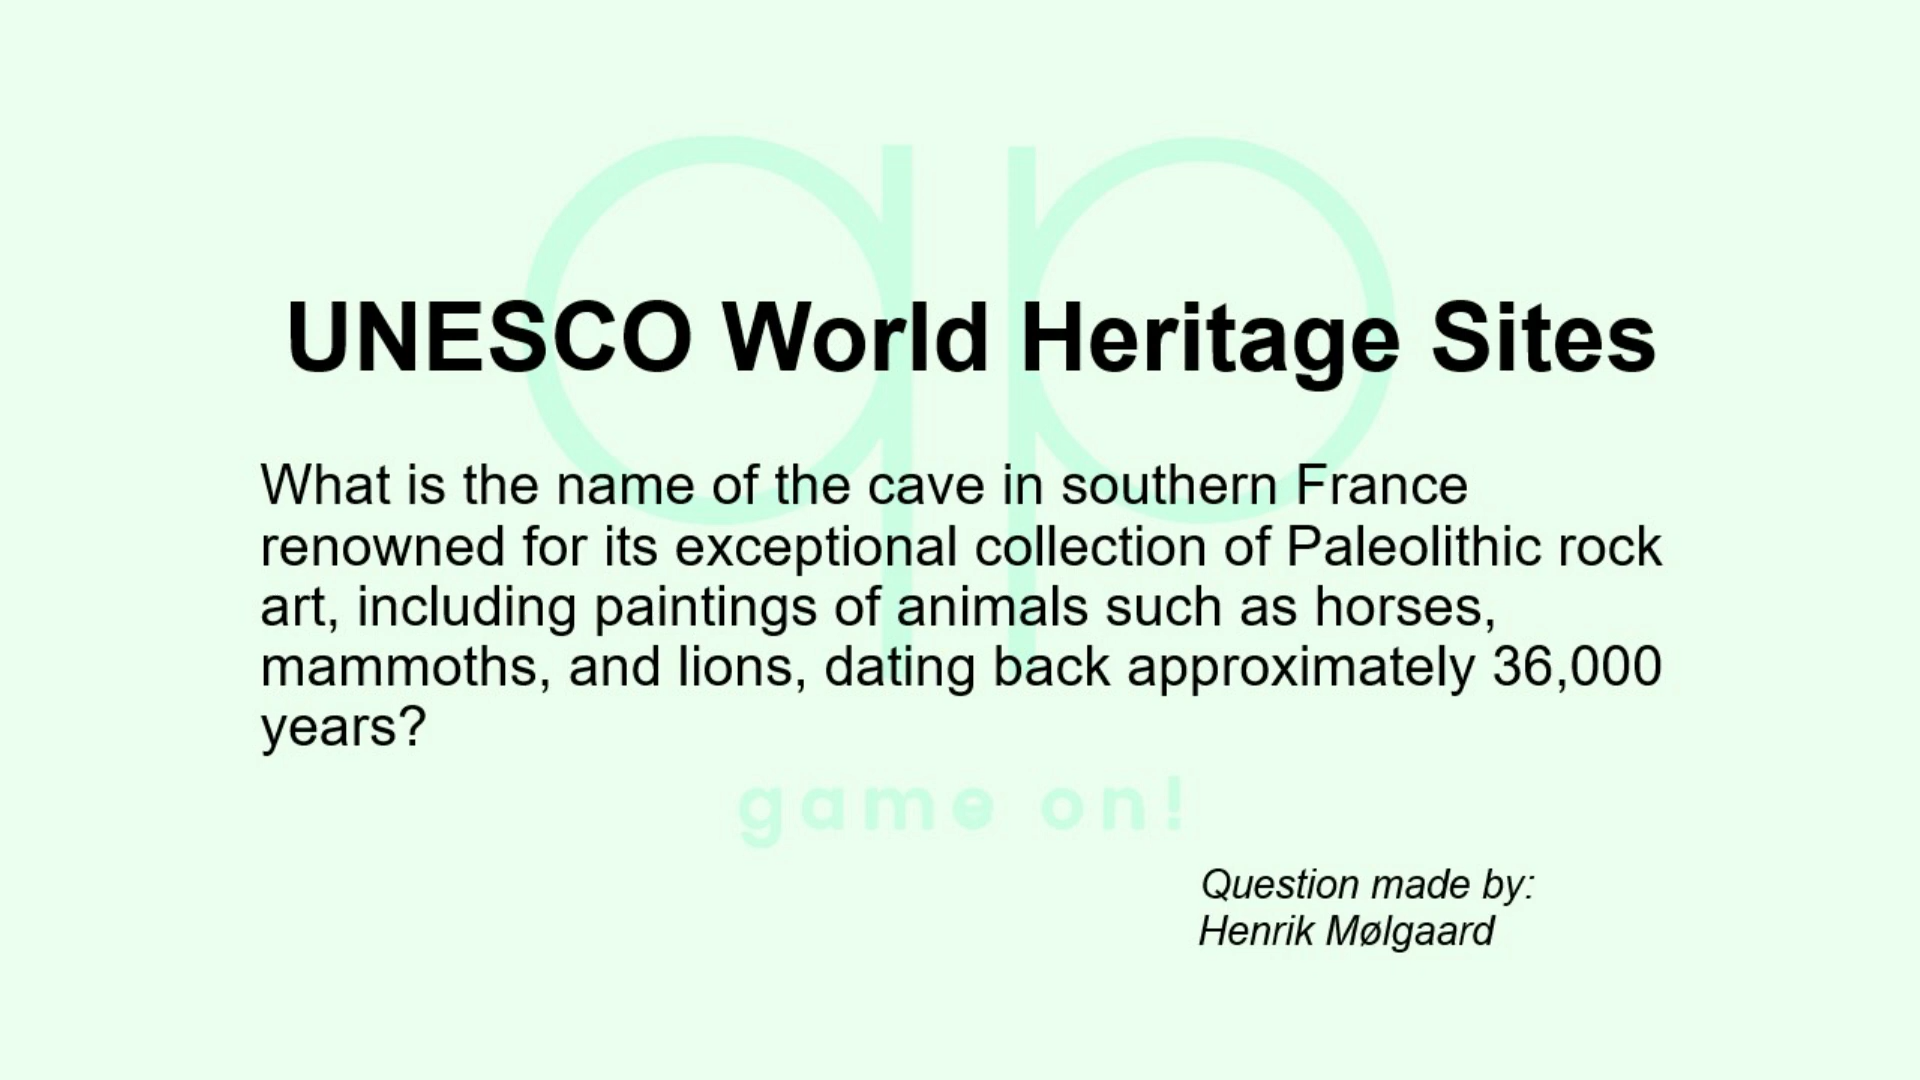 UNESCO World Heritage Sites
What is the name of the cave in southern France
renowned for its exceptional collection of Paleolithic rock
art, including paintings of animals such as horses,
mammoths, and lions, dating back approximately 36,000
years?
game on!
Question made by:
Henrik Mølgaard